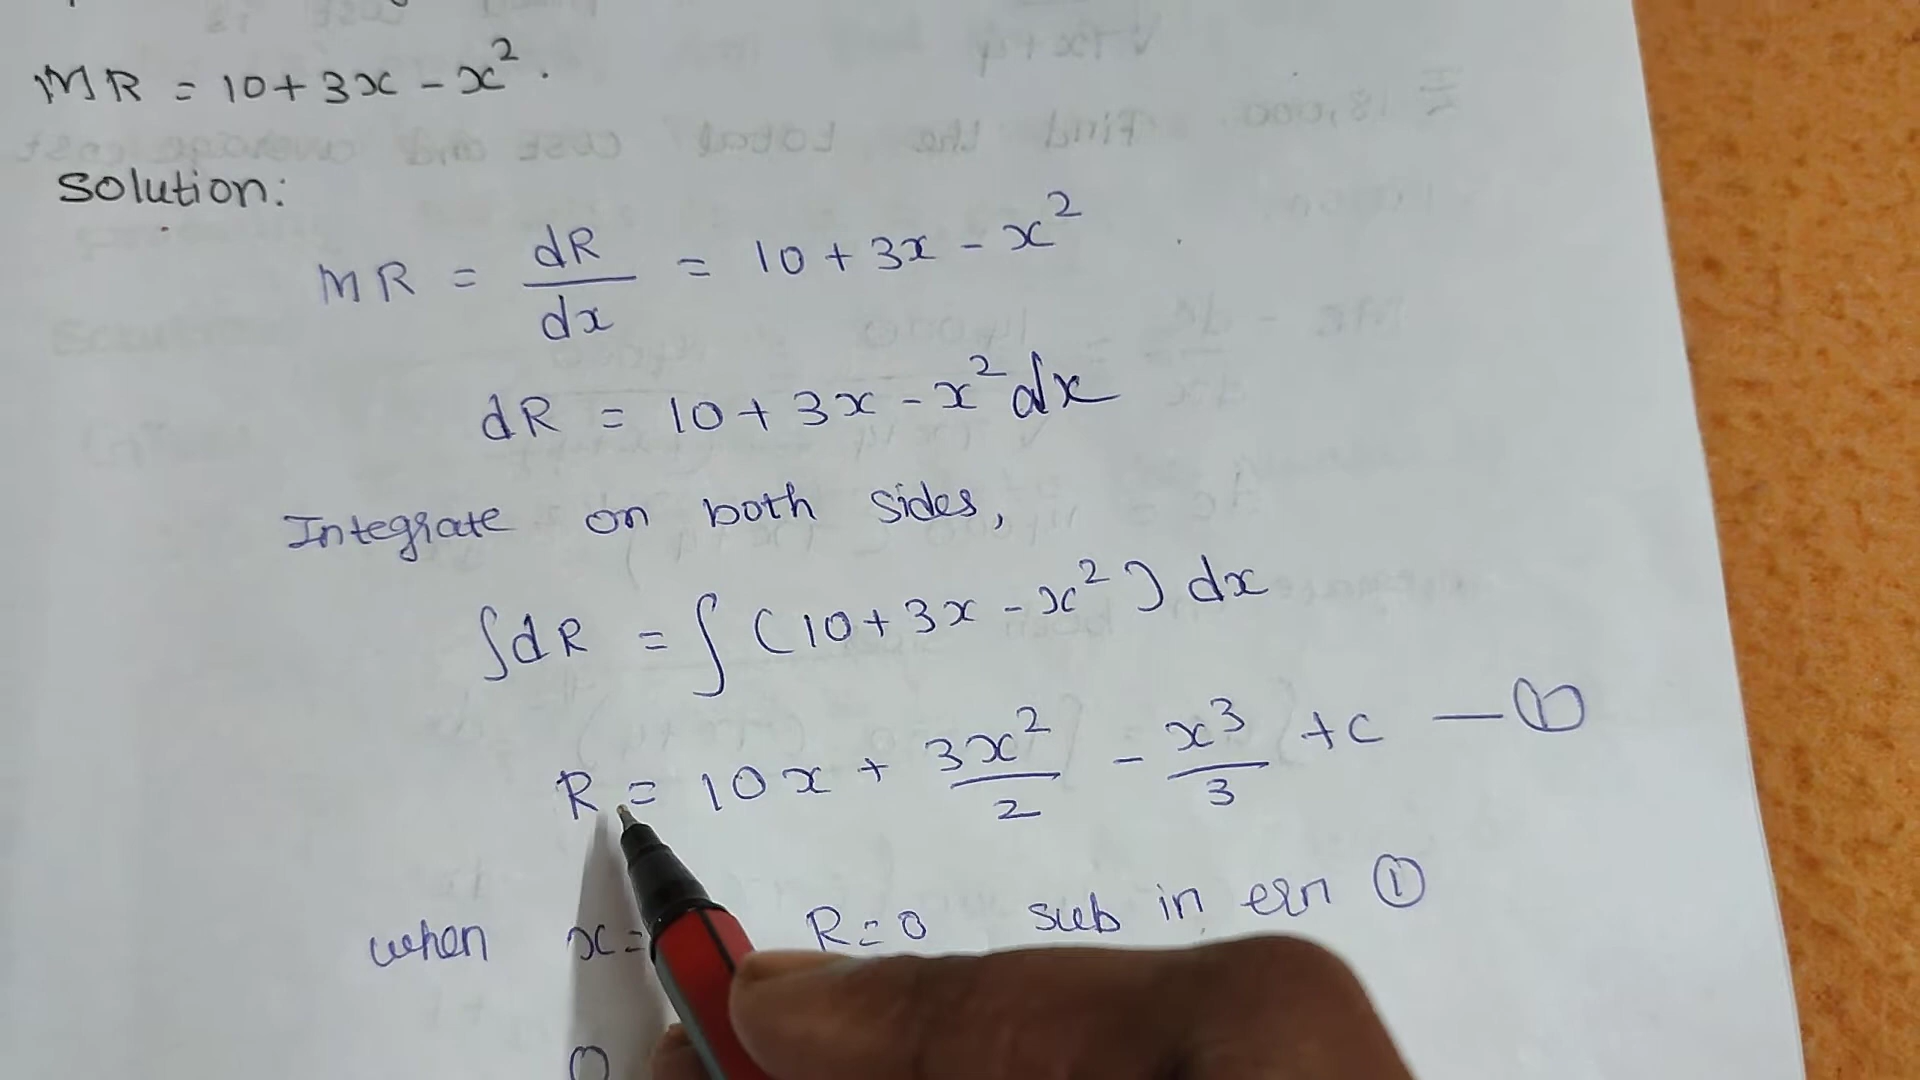 MR = 10 + 3x - x².
Solution:
MR = dR/dx = 10 + 3x - x²
dR = 10 + 3x - x² dx
Integrate on both sides,
∫dR = ∫(10 + 3x - x²) dx
R = 10x + 3x²/2 - x³/3 + c — ①
when x= R=0 sub in eqn ①
0